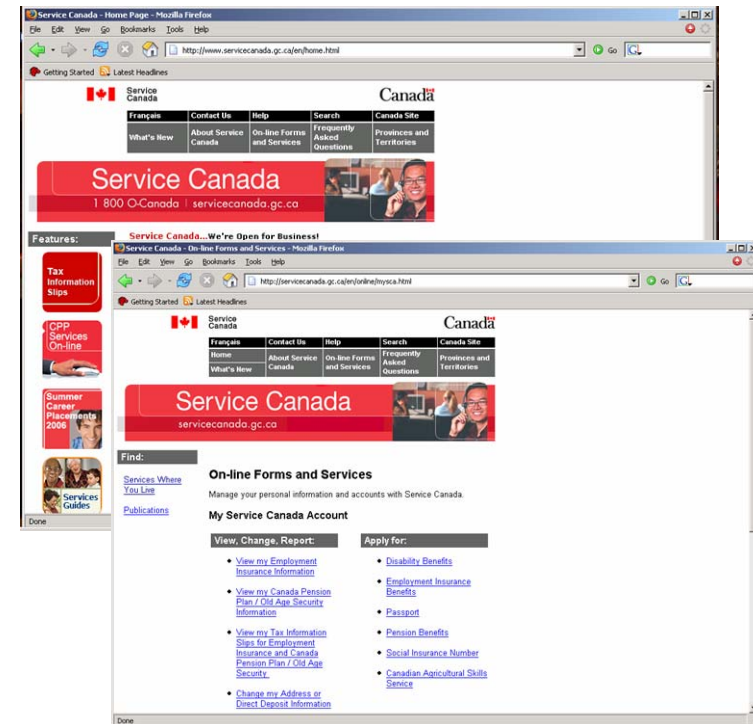 Service Canada - Home Page - Mozilla Firefox
File Edit View Go Bookmarks Tools Help
http://www.servicecanada.gc.ca/en/home.html
Go
Getting Started Latest Headlines
Service
Canada
Canada
Français Contact Us Help Search Canada Site
What's New About Service Canada On-line Forms and Services Frequently Asked Questions Provinces and Territories
Service Canada
1 800 O-Canada | servicecanada.gc.ca
Features:
Service Canada...We're Open for Business!
Tax
Information
Slips
CPP
Services
On-line
Summer
Career
Placements
2006
Services
Guides
Done
Service Canada - On-line Forms and Services - Mozilla Firefox
File Edit View Go Bookmarks Tools Help
http://servicecanada.gc.ca/en/online/mysca.html
Go
Getting Started Latest Headlines
Service
Canada
Canada
Français Contact Us Help Search Canada Site
Home About Service Canada On-line Forms and Services Frequently Asked Questions Provinces and Territories
What's New
Service Canada
servicecanada.gc.ca
Find:
Services Where
You Live
Publications
On-line Forms and Services
Manage your personal information and accounts with Service Canada.
My Service Canada Account
View, Change, Report:
View my Employment
Insurance Information
View my Canada Pension
Plan / Old Age Security
Information
View my Tax Information
Slips for Employment
Insurance and Canada
Pension Plan / Old Age
Security
Change my Address or
Direct Deposit Information
Apply for:
Disability Benefits
Employment Insurance
Benefits
Passport
Pension Benefits
Social Insurance Number
Canadian Agricultural Skills
Service
Done